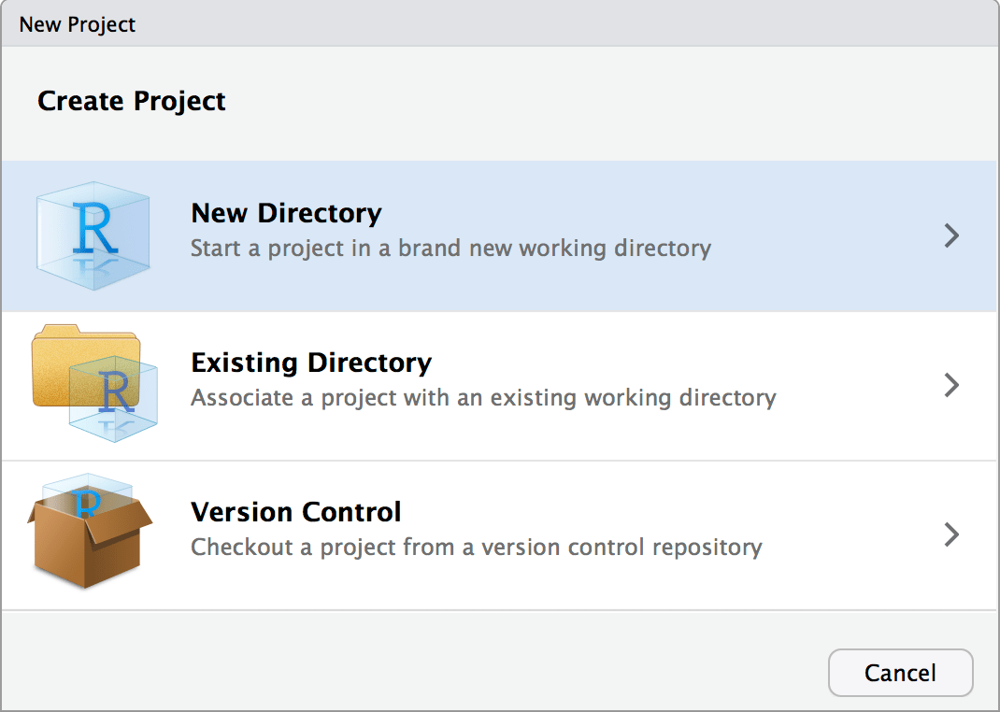 New Project
Create Project
R
New Directory
Start a project in a brand new working directory
R
Existing Directory
Associate a project with an existing working directory
R
Version Control
Checkout a project from a version control repository
Cancel